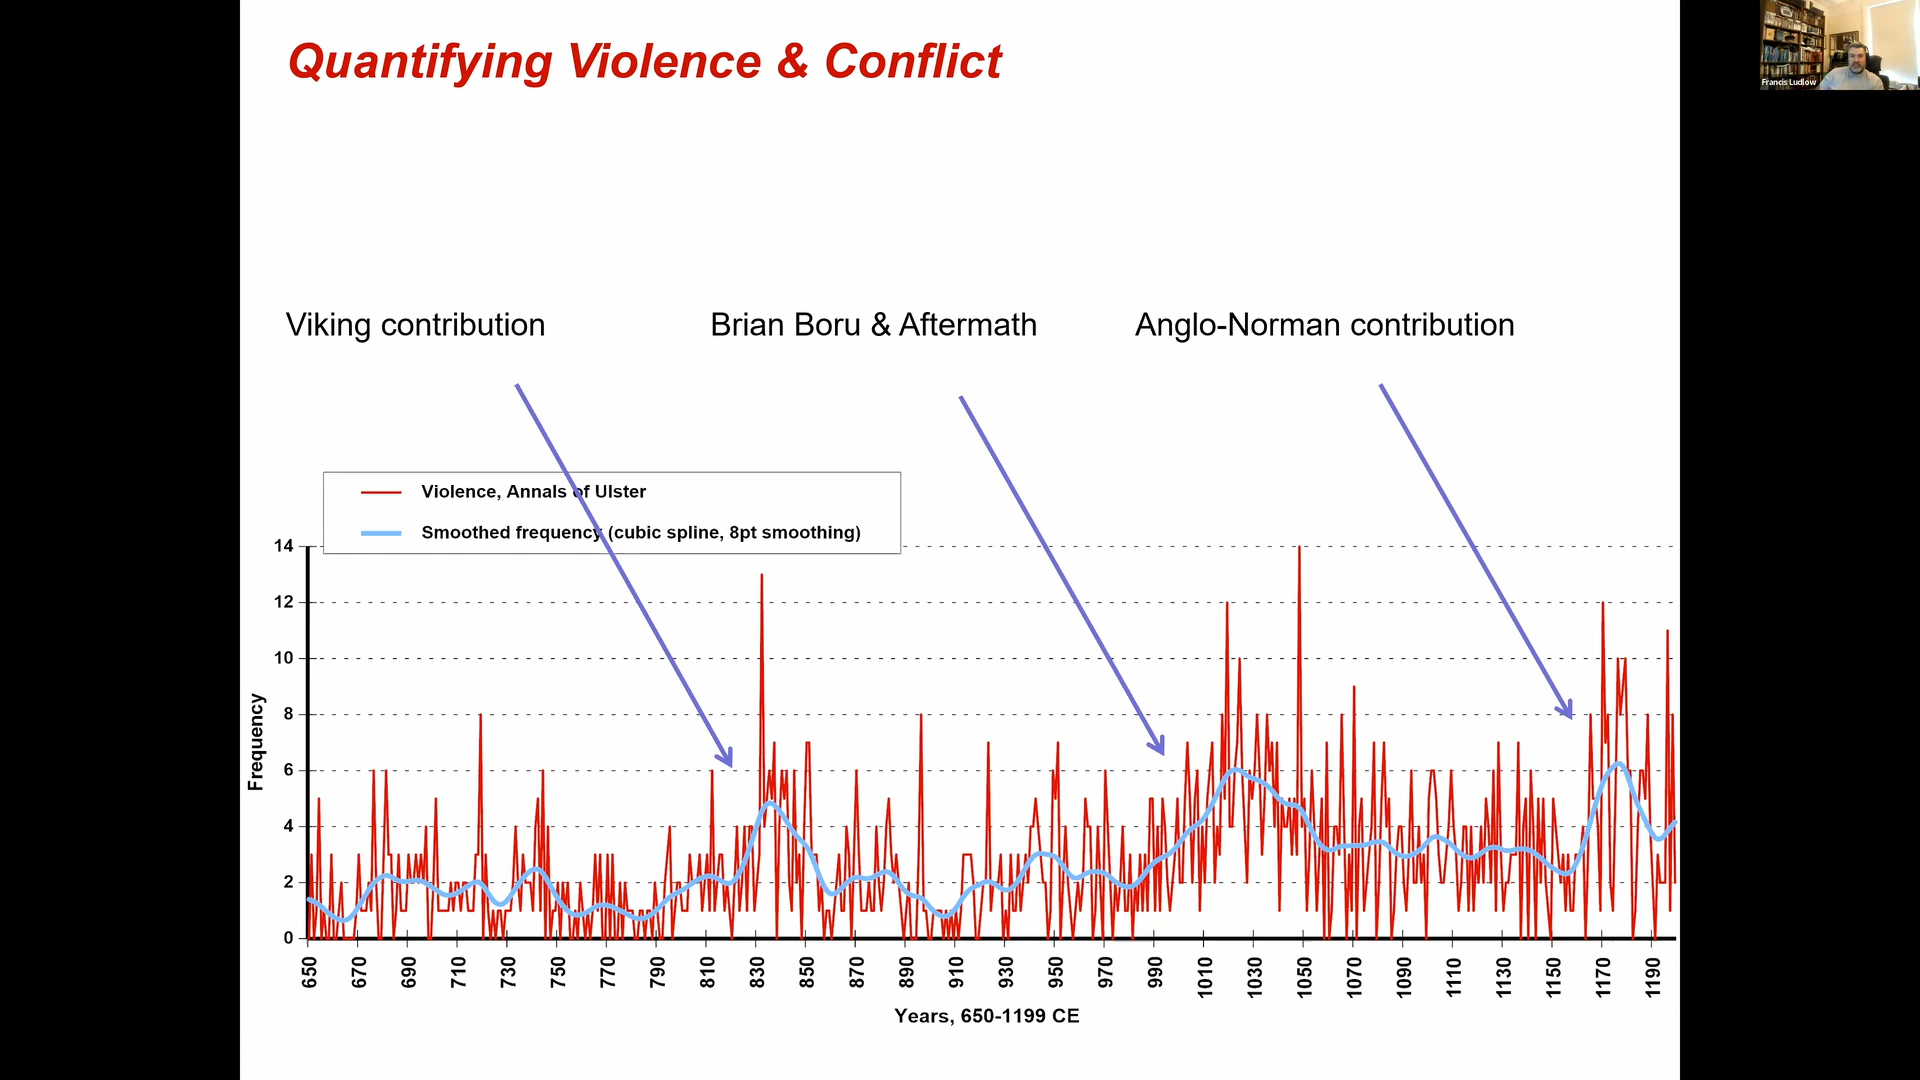 Quantifying Violence & Conflict
Francis Ludlow
Viking contribution
Brian Boru & Aftermath
Anglo-Norman contribution
Violence, Annals of Ulster
Smoothed frequency (cubic spline, 8pt smoothing)
14
12
10
8
6
4
2
0
Frequency
650 670 690 710 730 750 770 790 810 830 850 870 890 910 930 950 970 990 1010 1030 1050 1070 1090 1110 1130 1150 1170 1190
Years, 650-1199 CE